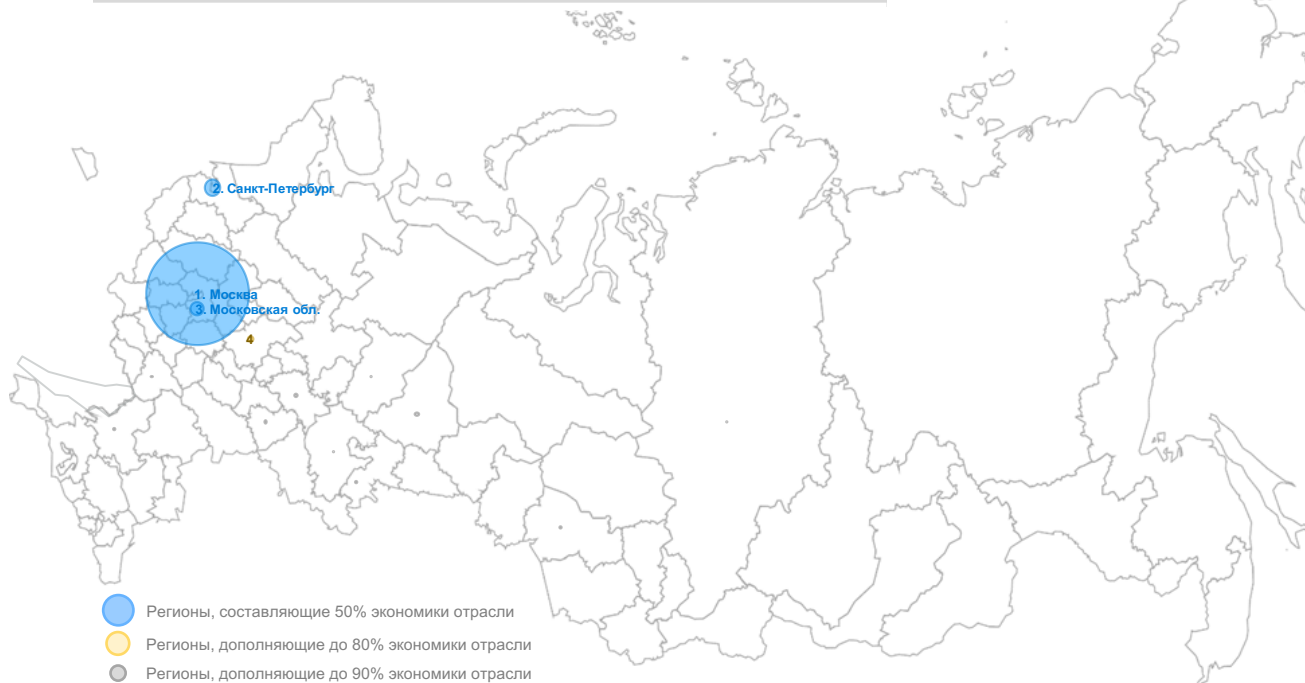 2. Санкт-Петербург
1. Москва
3. Московская обл.
4
Регионы, составляющие 50% экономики отрасли
Регионы, дополняющие до 80% экономики отрасли
Регионы, дополняющие до 90% экономики отрасли